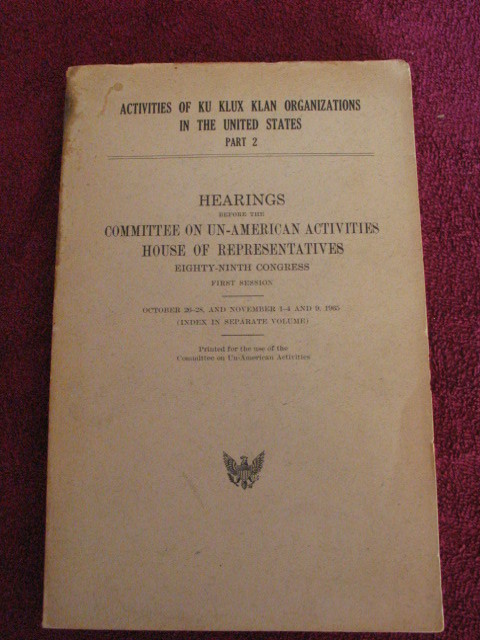 ACTIVITIES OF KU KLUX KLAN ORGANIZATIONS
IN THE UNITED STATES
PART 2
HEARINGS
BEFORE THE
COMMITTEE ON UN-AMERICAN ACTIVITIES
HOUSE OF REPRESENTATIVES
EIGHTY-NINTH CONGRESS
FIRST SESSION
OCTOBER 26–28, AND NOVEMBER 1–4 AND 9, 1965
(INDEX IN SEPARATE VOLUME)
Printed for the use of the
Committee on Un-American Activities